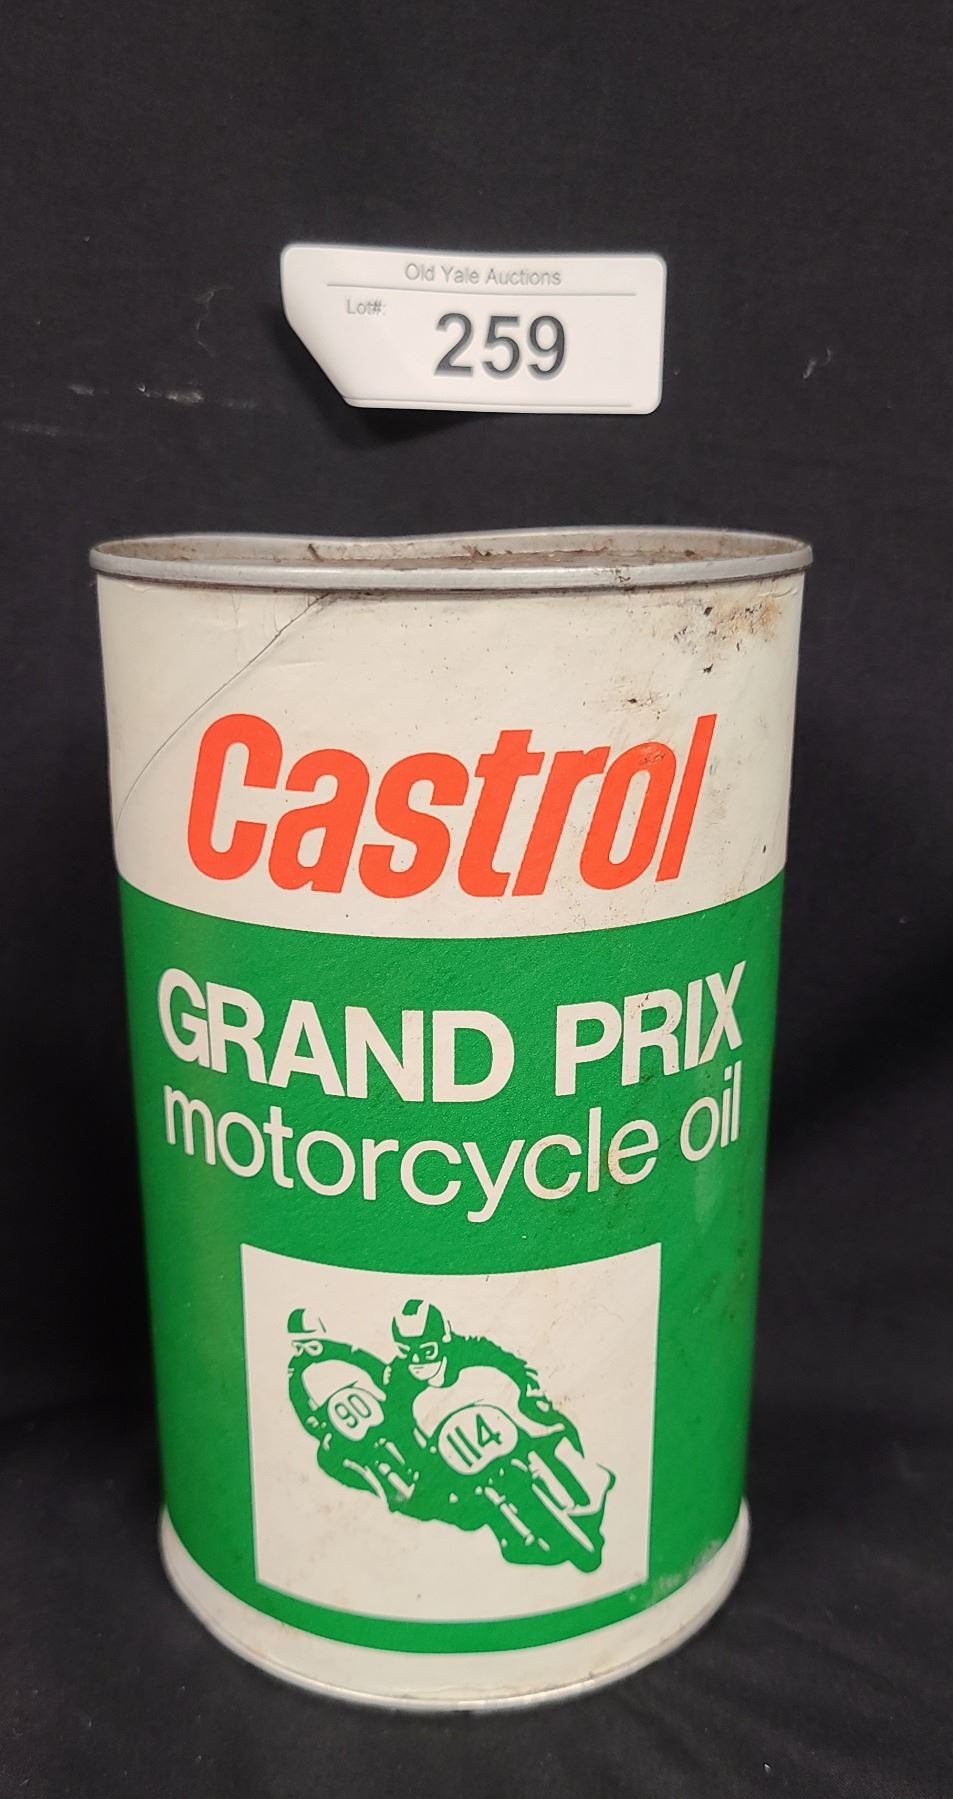 Old Yale Auctions
Lot#:
259
Castrol
GRAND PRIX
motorcycle oil
90
114